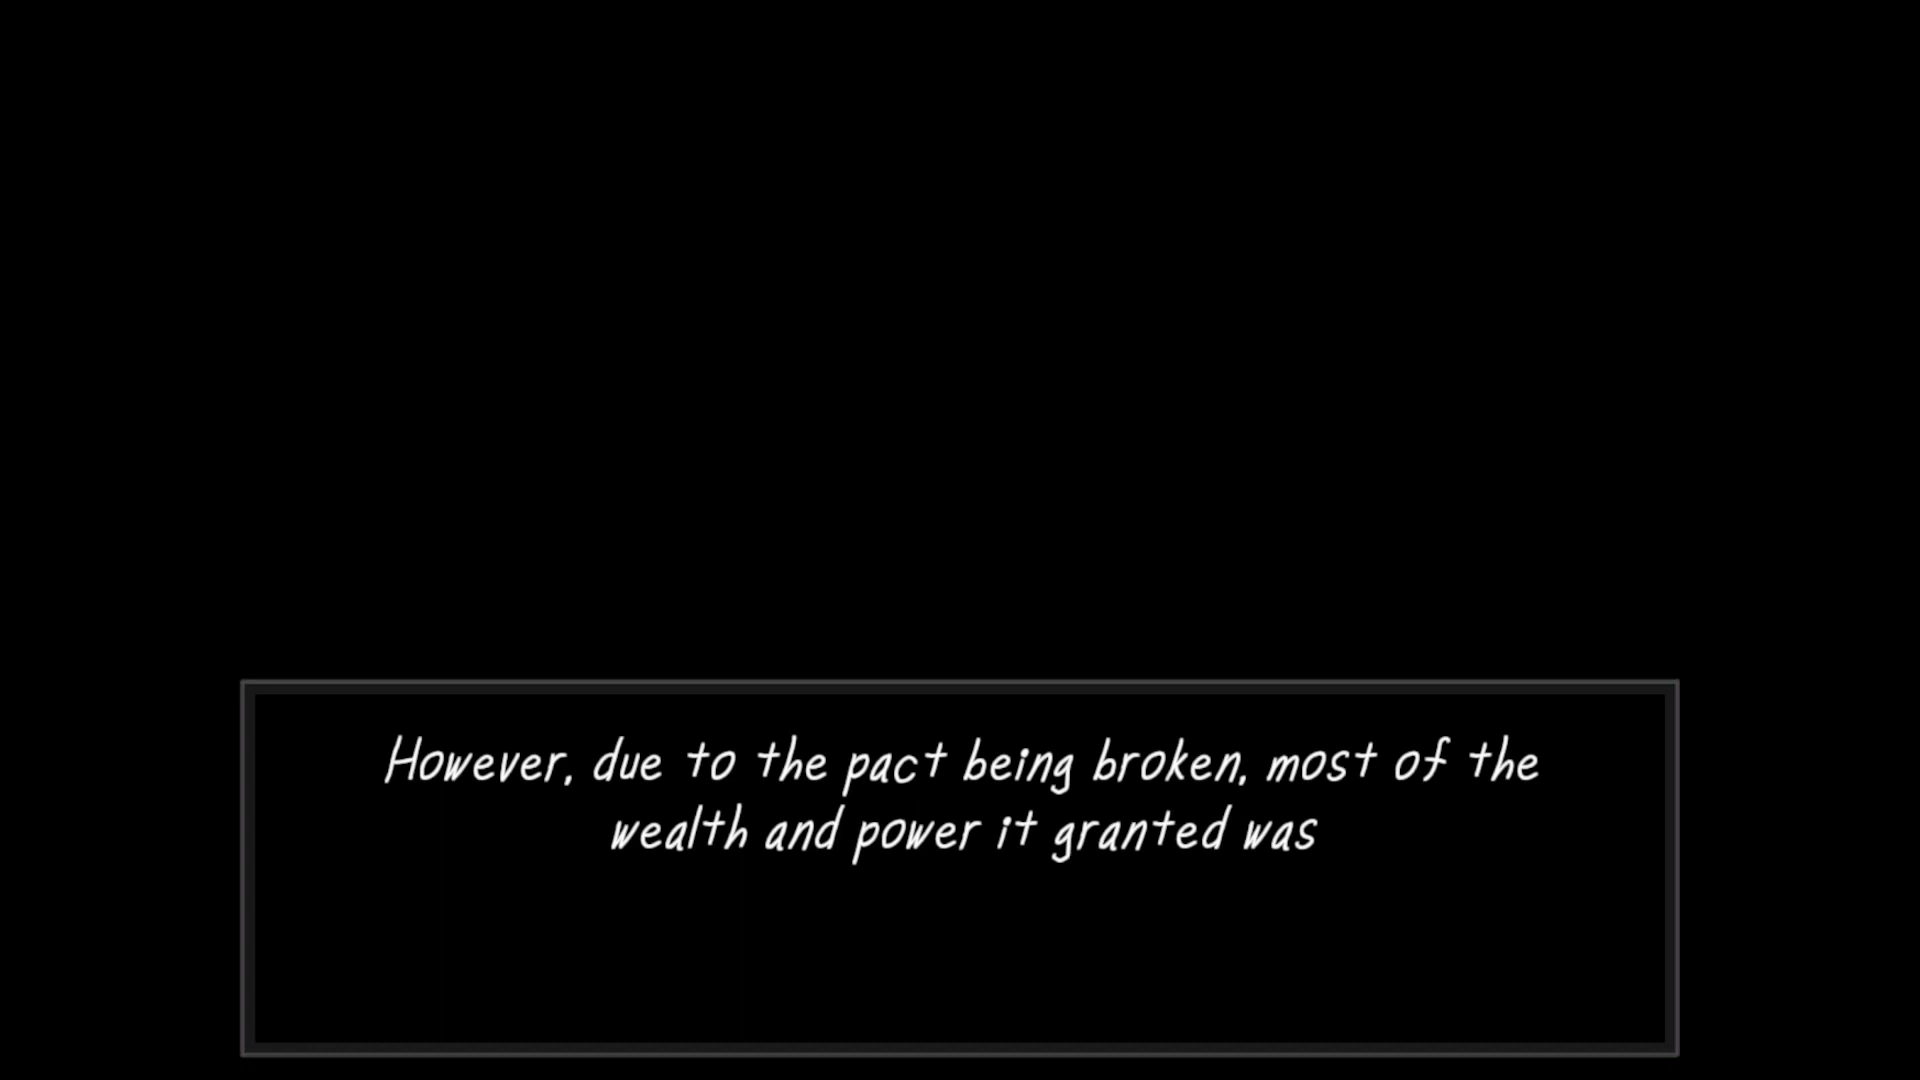 However, due to the pact being broken, most of the
wealth and power it granted was